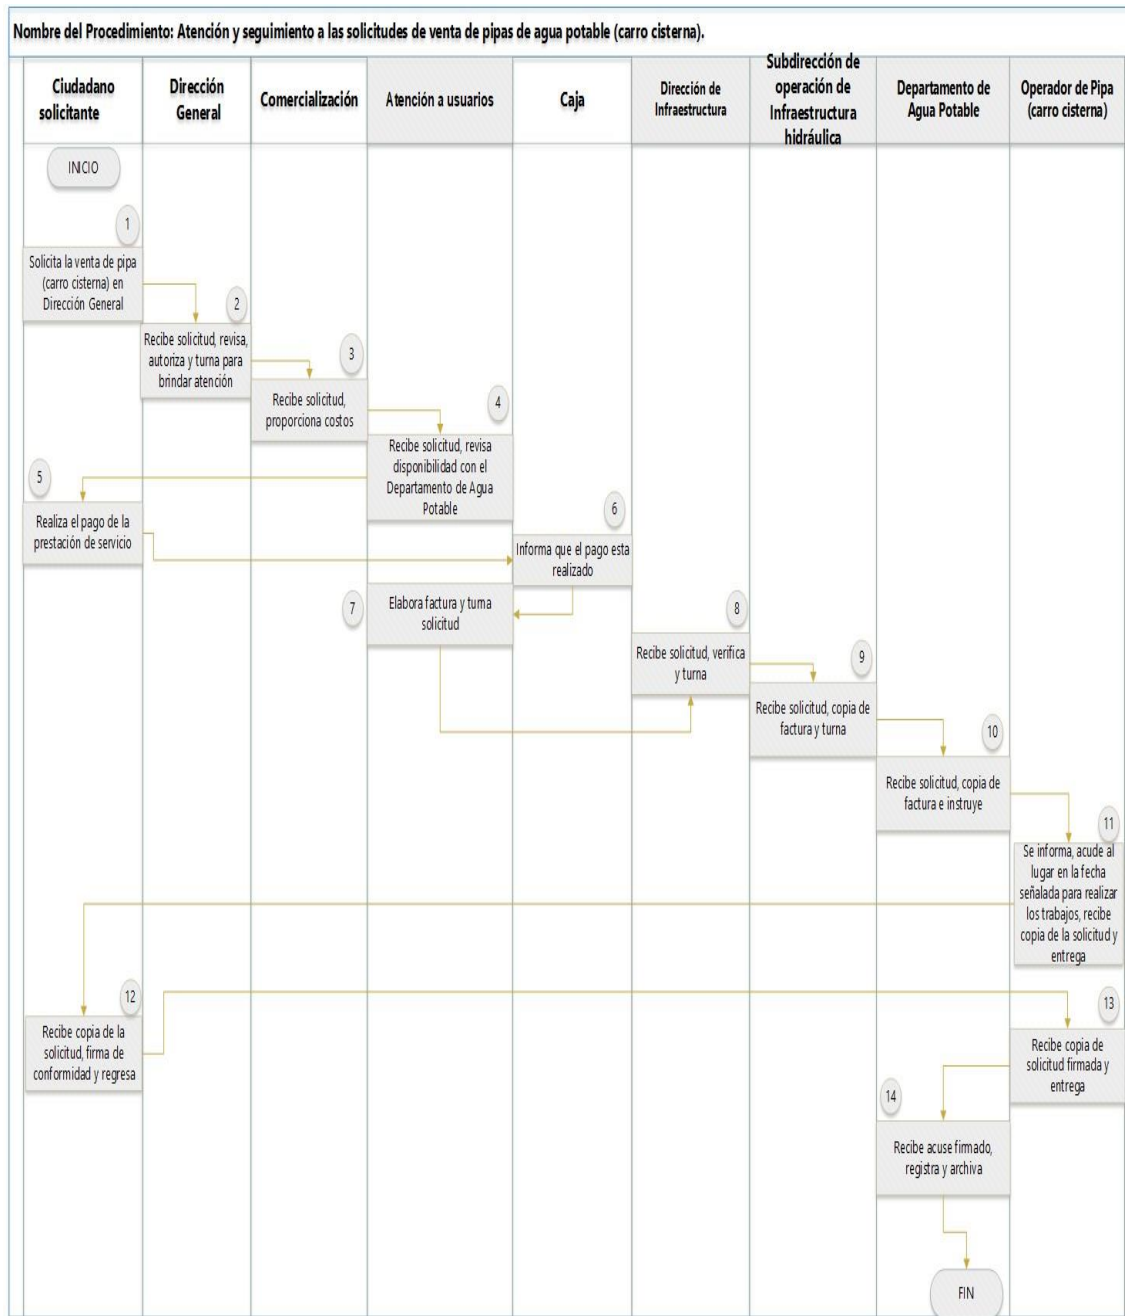 Nombre del Procedimiento: Atención y seguimiento a las solicitudes de venta de pipas de agua potable (carro cisterna).
Ciudadano
solicitante
Dirección
General
Comercialización
Atención a usuarios
Caja
Dirección de
Infraestructura
Subdirección de
operación de
Infraestructura
hidráulica
Departamento de
Agua Potable
Operador de Pipa
(carro cisterna)
INICIO
1
Solicita la venta de pipa
(carro cisterna) en
Dirección General
2
Recibe solicitud, revisa,
autoriza y turna para
brindar atención
3
Recibe solicitud,
proporciona costos
4
Recibe solicitud, revisa
disponibilidad con el
Departamento de Agua
Potable
5
Realiza el pago de la
prestación de servicio
6
Informa que el pago esta
realizado
7
Elabora factura y turna
solicitud
8
Recibe solicitud, verifica
y turna
9
Recibe solicitud, copia de
factura y turna
10
Recibe solicitud, copia de
factura e instruye
11
Se informa, acude al
lugar en la fecha
señalada para realizar
los trabajos, recibe
copia de la solicitud y
entrega
12
Recibe copia de la
solicitud, firma de
conformidad y regresa
13
Recibe copia de
solicitud firmada y
entrega
14
Recibe acuse firmado,
registra y archiva
FIN